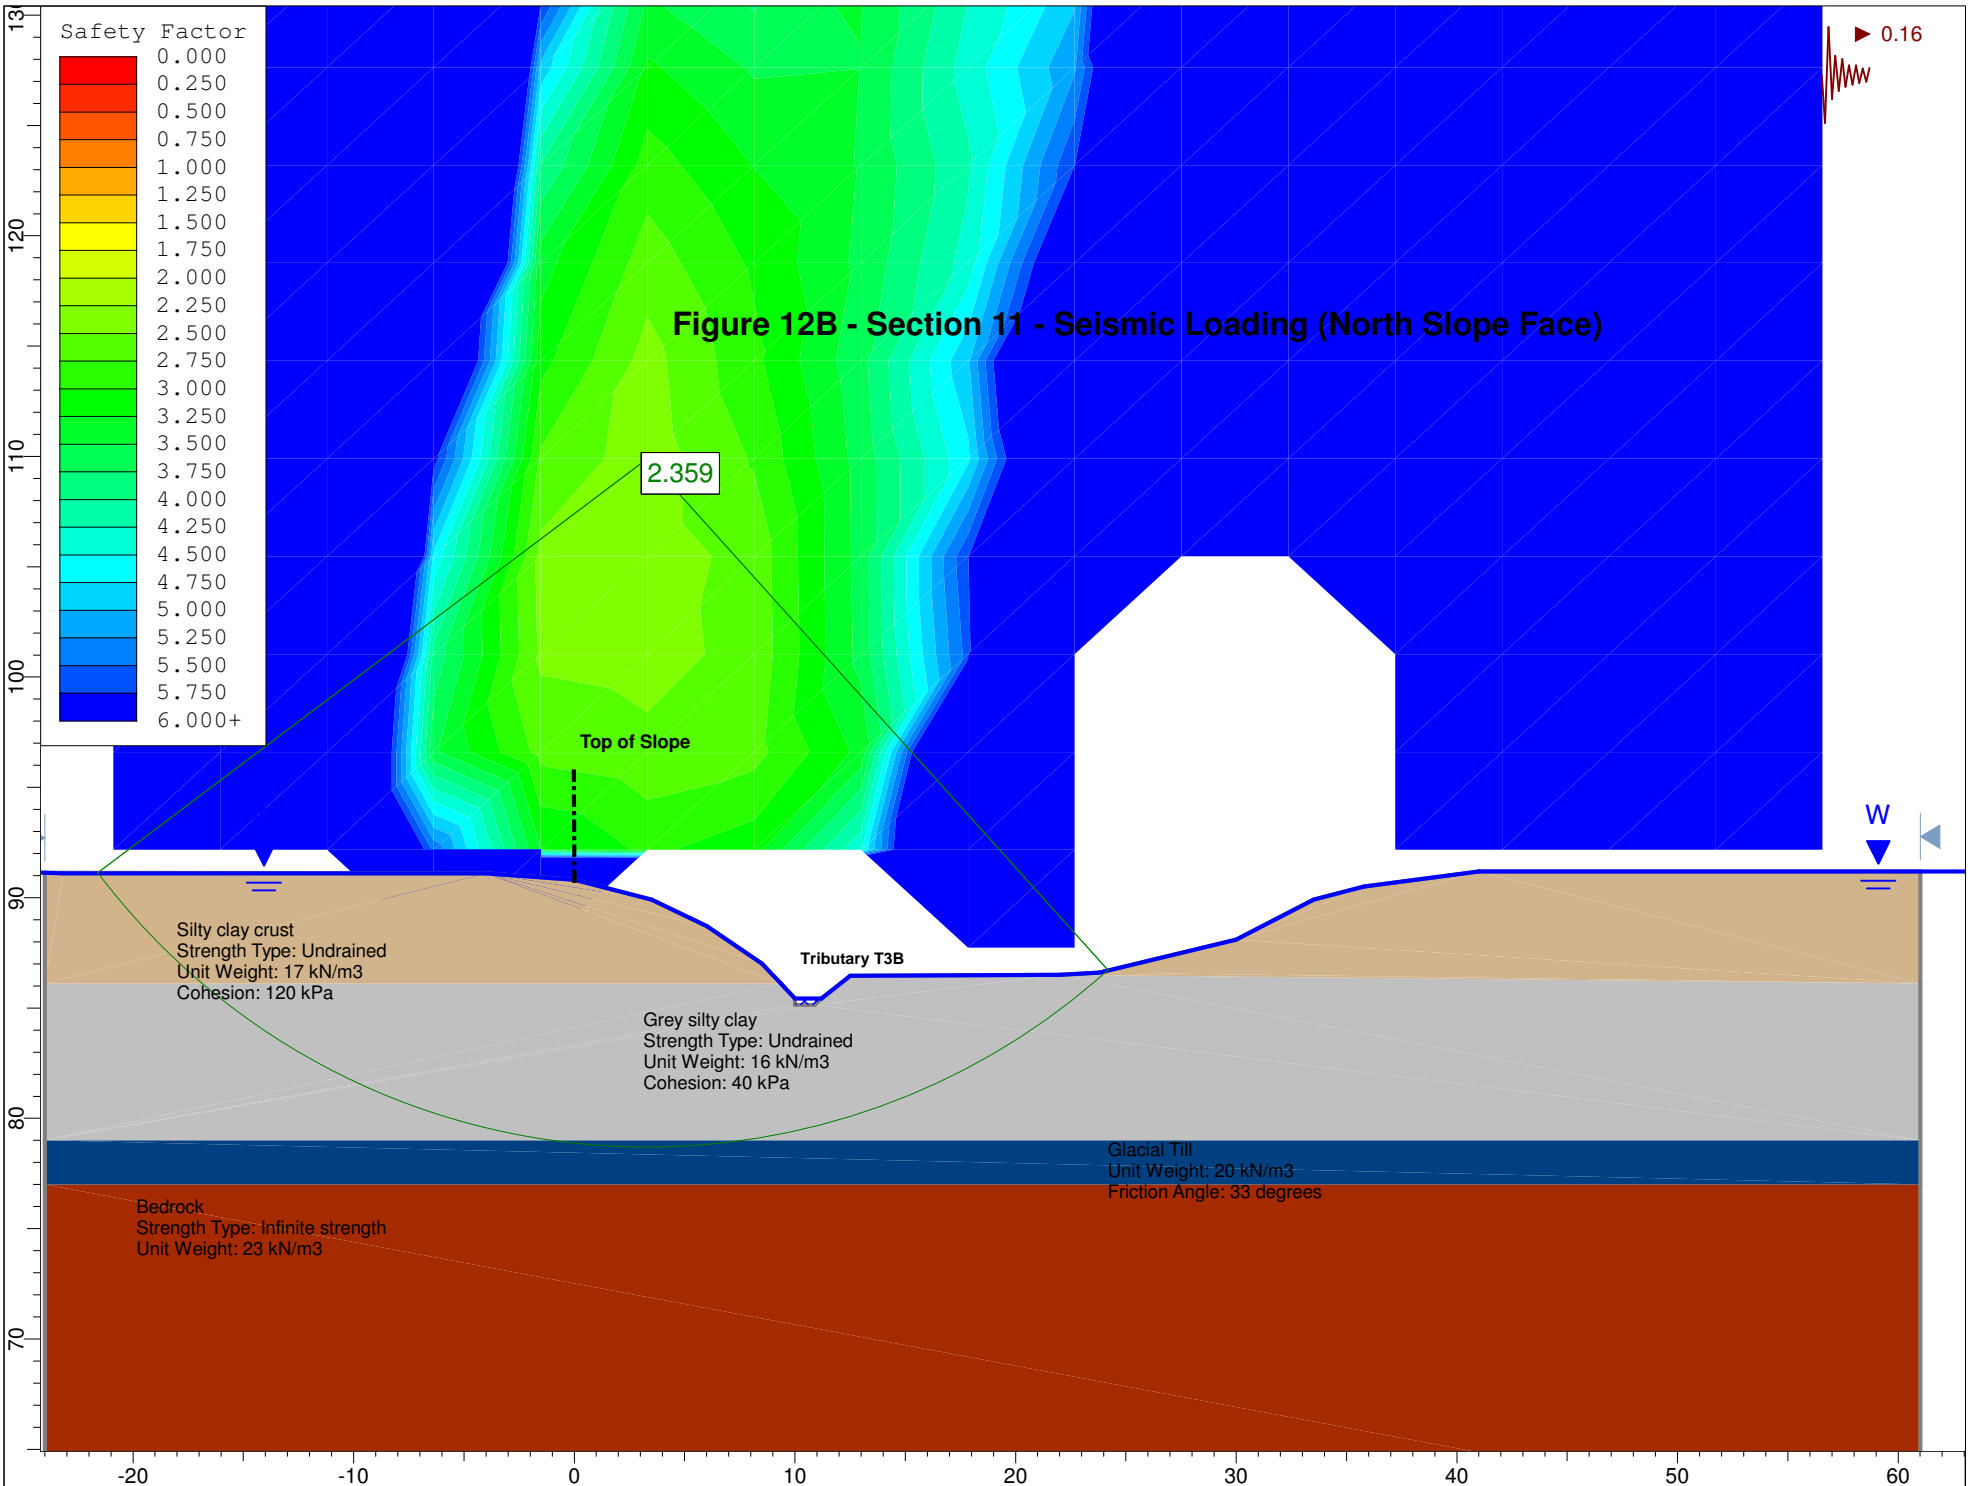 Safety Factor
0.000
0.250
0.500
0.750
1.000
1.250
1.500
1.750
2.000
2.250
2.500
2.750
3.000
3.250
3.500
3.750
4.000
4.250
4.500
4.750
5.000
5.250
5.500
5.750
6.000+
0.16
Figure 12B - Section 11 - Seismic Loading (North Slope Face)
2.359
Top of Slope
W
Silty clay crust
Strength Type: Undrained
Unit Weight: 17 kN/m3
Cohesion: 120 kPa
Tributary T3B
Grey silty clay
Strength Type: Undrained
Unit Weight: 16 kN/m3
Cohesion: 40 kPa
Glacial Till
Unit Weight: 20 kN/m3
Friction Angle: 33 degrees
Bedrock
Strength Type: Infinite strength
Unit Weight: 23 kN/m3
130
120
110
100
90
80
70
-20
-10
0
10
20
30
40
50
60